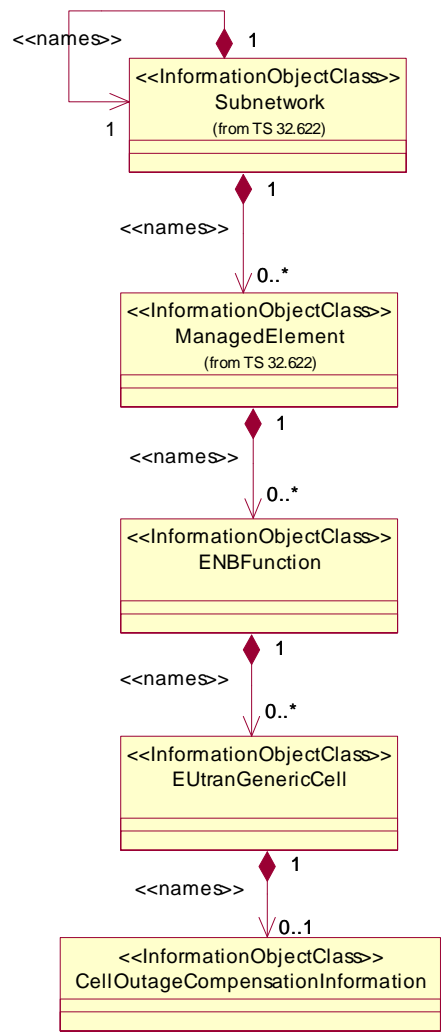 <<names>>
1
1
<<InformationObjectClass>>
Subnetwork
(from TS 32.622)
1
<<names>>
0..*
<<InformationObjectClass>>
ManagedElement
(from TS 32.622)
1
<<names>>
0..*
<<InformationObjectClass>>
ENBFunction
1
<<names>>
0..*
<<InformationObjectClass>>
EUtranGenericCell
1
<<names>>
0..1
<<InformationObjectClass>>
CellOutageCompensationInformation